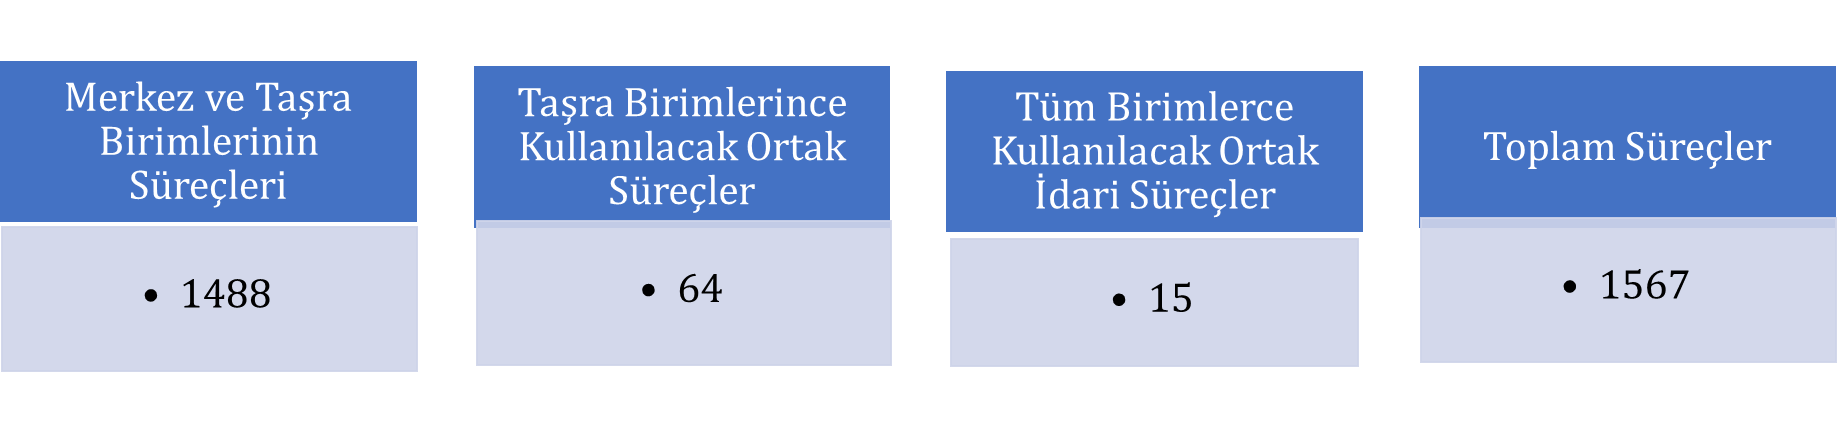 Merkez ve Taşra
Birimlerinin
Süreçleri
• 1488
Taşra Birimlerince
Kullanılacak Ortak
Süreçler
• 64
Tüm Birimlerce
Kullanılacak Ortak
İdari Süreçler
• 15
Toplam Süreçler
• 1567